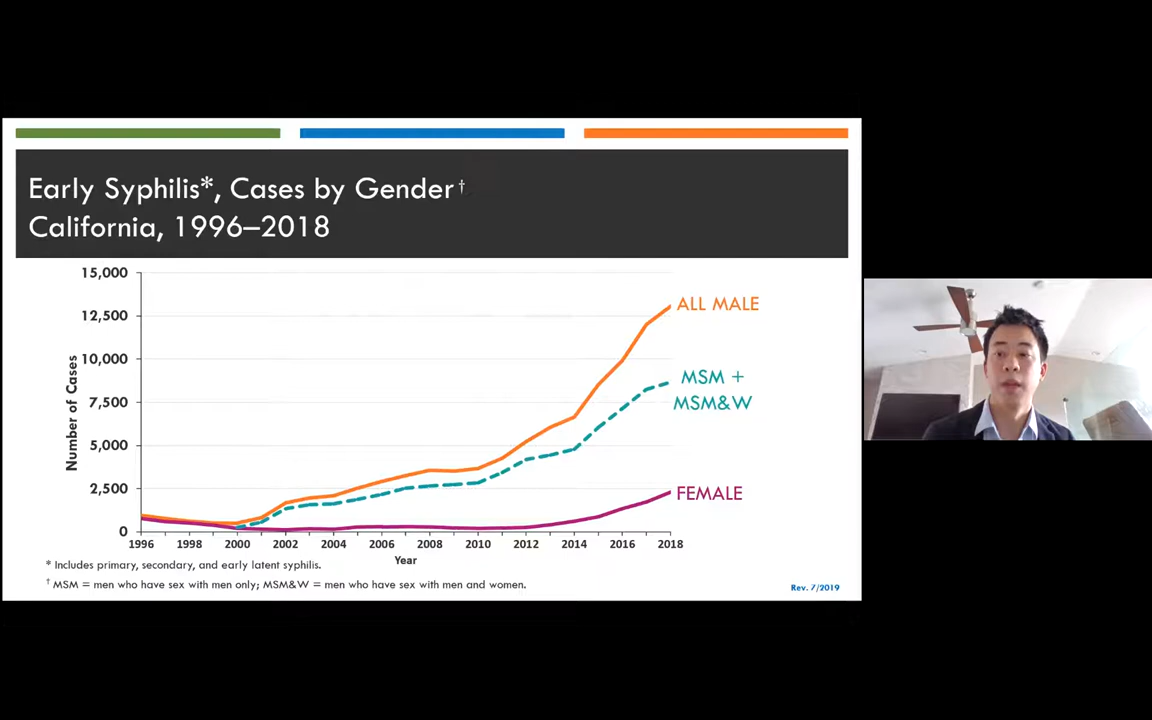 Early Syphilis*, Cases by Gender†
California, 1996–2018
15,000
12,500
10,000
7,500
5,000
2,500
0
Number of Cases
ALL MALE
MSM +
MSM&W
FEMALE
1996 1998 2000 2002 2004 2006 2008 2010 2012 2014 2016 2018
Year
* Includes primary, secondary, and early latent syphilis.
† MSM = men who have sex with men only; MSM&W = men who have sex with men and women.
Rev. 7/2019